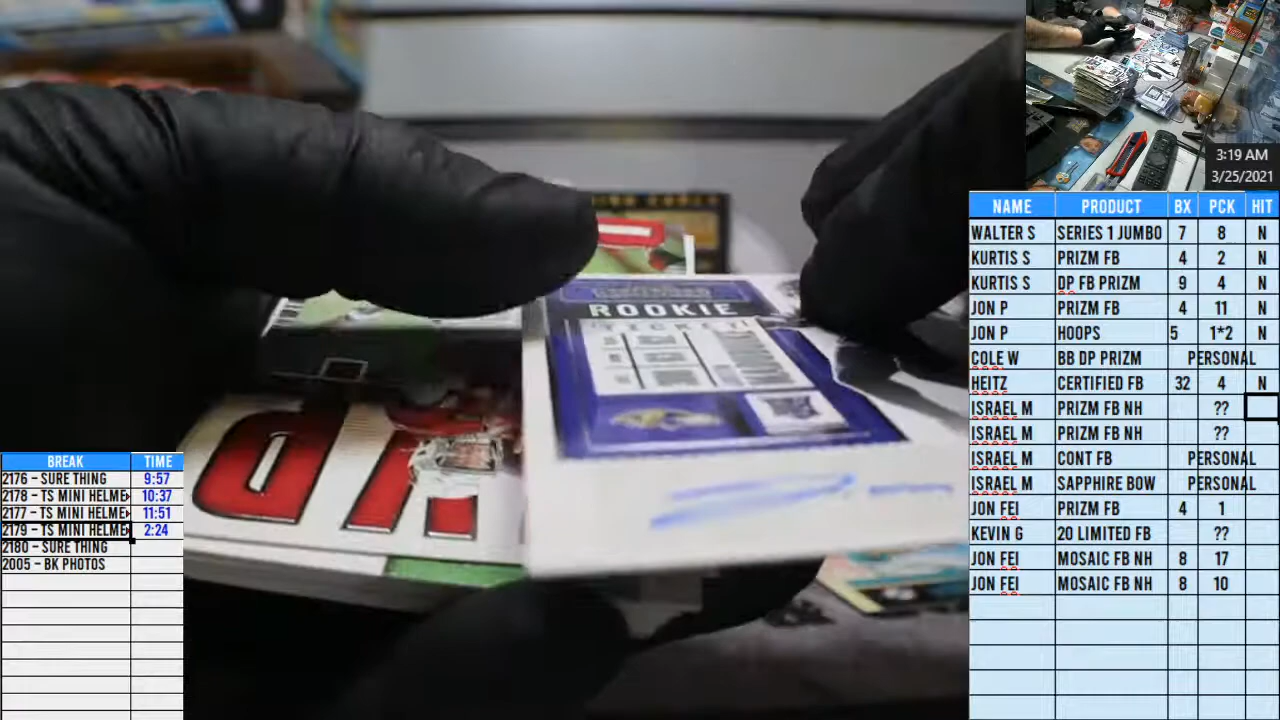 3:19 AM
3/25/2021
NAME PRODUCT BX PCK HIT
WALTER S SERIES 1 JUMBO 7 8 N
KURTIS S PRIZM FB 4 2 N
KURTIS S DP FB PRIZM 9 4 N
JON P PRIZM FB 4 11 N
JON P HOOPS 5 1*2 N
COLE W BB DP PRIZM PERSONAL
HEITZ CERTIFIED FB 32 4 N
ISRAEL M PRIZM FB NH ??
ISRAEL M PRIZM FB NH ??
ISRAEL M CONT FB PERSONAL
ISRAEL M SAPPHIRE BOW PERSONAL
JON FEI PRIZM FB 4 1
KEVIN G 20 LIMITED FB ??
JON FEI MOSAIC FB NH 8 17
JON FEI MOSAIC FB NH 8 10
ROOKIE
TICKET
BREAK TIME
2176 – SURE THING 9:57
2178 – TS MINI HELME 10:37
2177 – TS MINI HELME 11:51
2179 – TS MINI HELME 2:24
2180 – SURE THING
2005 – BK PHOTOS